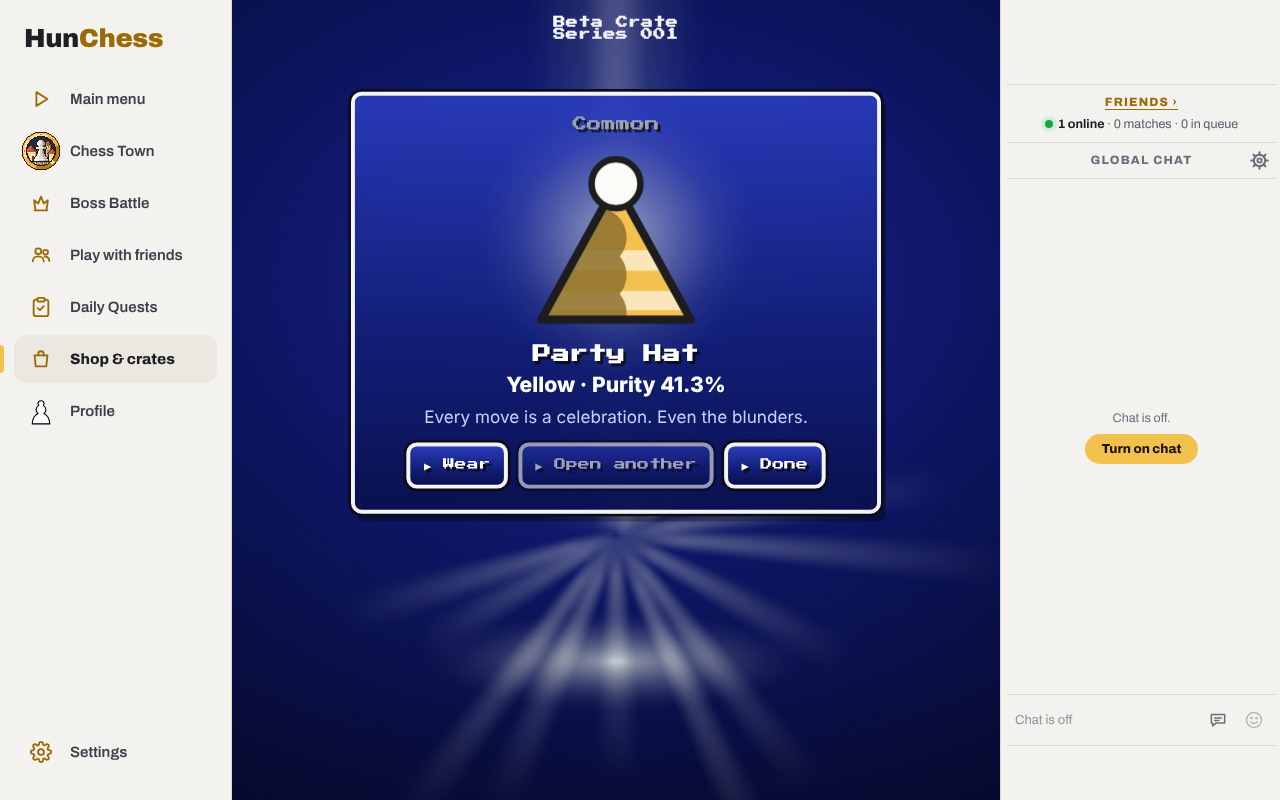 HunChess
Main menu
Chess Town
Boss Battle
Play with friends
Daily Quests
Shop & crates
Profile
Settings
Beta Crate
Series 001
Common
Party Hat
Yellow · Purity 41.3%
Every move is a celebration. Even the blunders.
▸ Wear
▸ Open another
▸ Done
FRIENDS ›
1 online · 0 matches · 0 in queue
GLOBAL CHAT
Chat is off.
Turn on chat
Chat is off